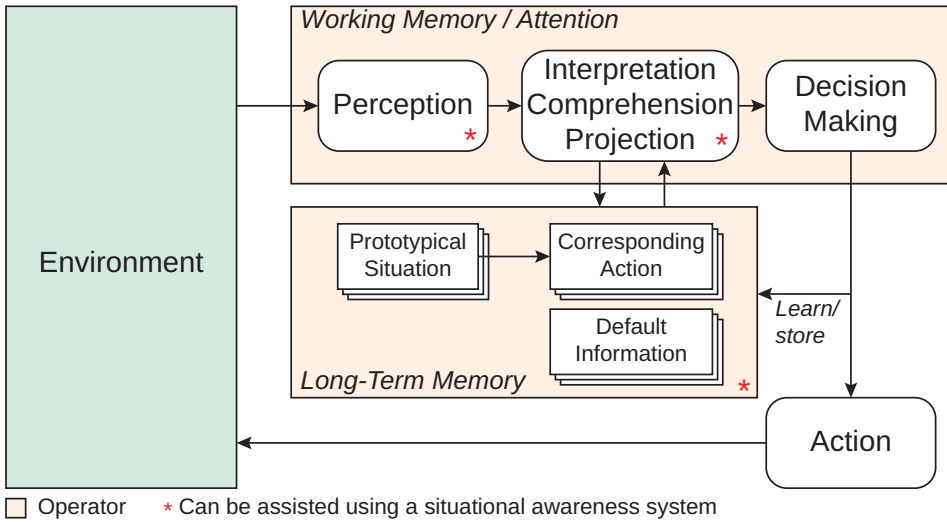 Working Memory / Attention
Perception
*
Interpretation
Comprehension
Projection
*
Decision
Making
Environment
Prototypical
Situation
Corresponding
Action
Default
Information
Long-Term Memory
*
Learn/
store
Action
Operator
* Can be assisted using a situational awareness system